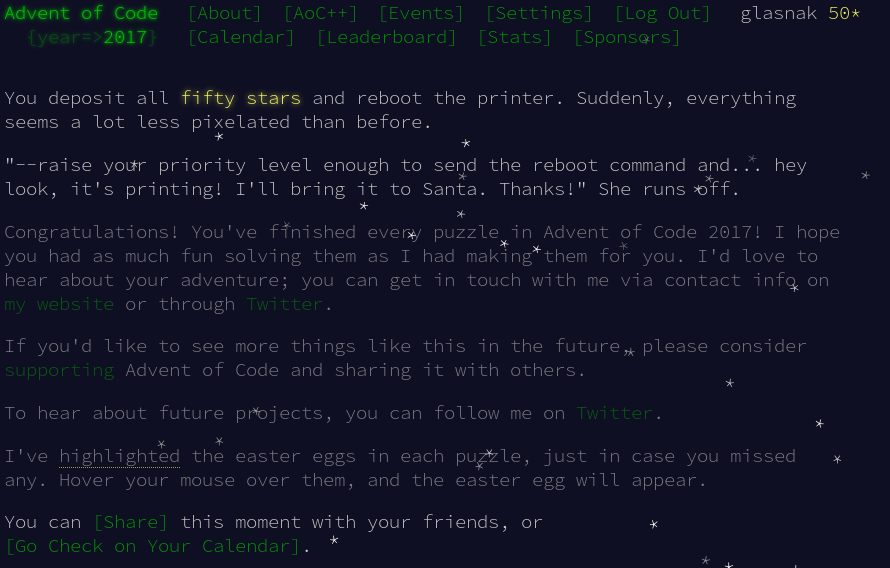 Advent of Code [About] [AoC++] [Events] [Settings] [Log Out] glasnak 50*
{year=>2017} [Calendar] [Leaderboard] [Stats] [Sponsors]
You deposit all fifty stars and reboot the printer. Suddenly, everything
seems a lot less pixelated than before.
"--raise your priority level enough to send the reboot command and... hey
look, it's printing! I'll bring it to Santa. Thanks!" She runs off.
Congratulations! You've finished every puzzle in Advent of Code 2017! I hope
you had as much fun solving them as I had making them for you. I'd love to
hear about your adventure; you can get in touch with me via contact info on
my website or through Twitter.
If you'd like to see more things like this in the future, please consider
supporting Advent of Code and sharing it with others.
To hear about future projects, you can follow me on Twitter.
I've highlighted the easter eggs in each puzzle, just in case you missed
any. Hover your mouse over them, and the easter egg will appear.
You can [Share] this moment with your friends, or
[Go Check on Your Calendar].